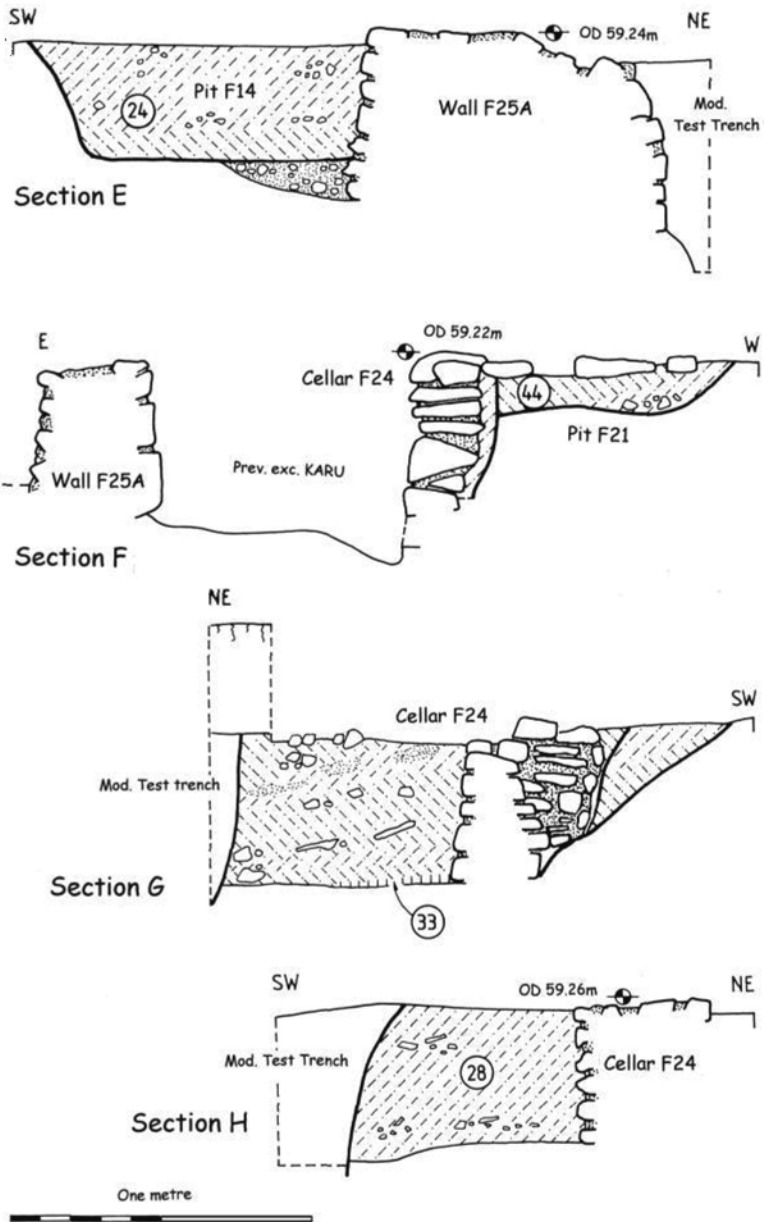 SW
OD 59.24m
NE
Pit F14
24
Wall F25A
Mod.
Test Trench
Section E
E
OD 59.22m
W
Cellar F24
44
Pit F21
Wall F25A
Prev. exc. KARU
Section F
NE
SW
Cellar F24
Mod. Test trench
Section G
33
SW
OD 59.26m
NE
Mod. Test Trench
28
Cellar F24
Section H
One metre